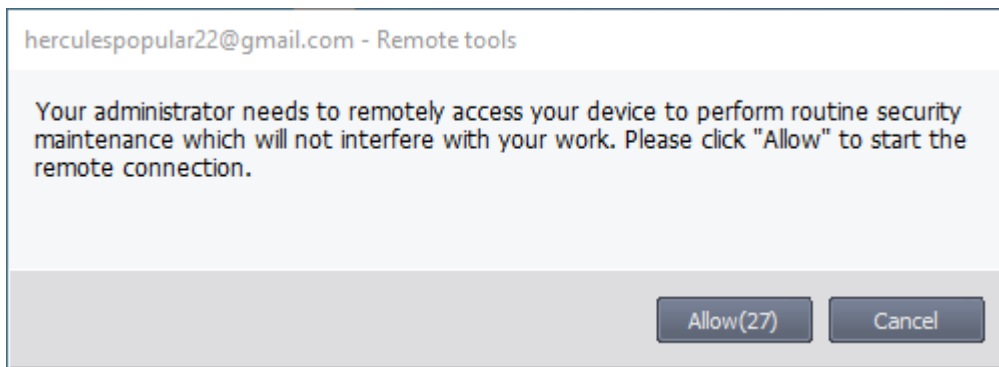 herculespopular22@gmail.com - Remote tools
Your administrator needs to remotely access your device to perform routine security
maintenance which will not interfere with your work. Please click "Allow" to start the
remote connection.
Allow(27)
Cancel